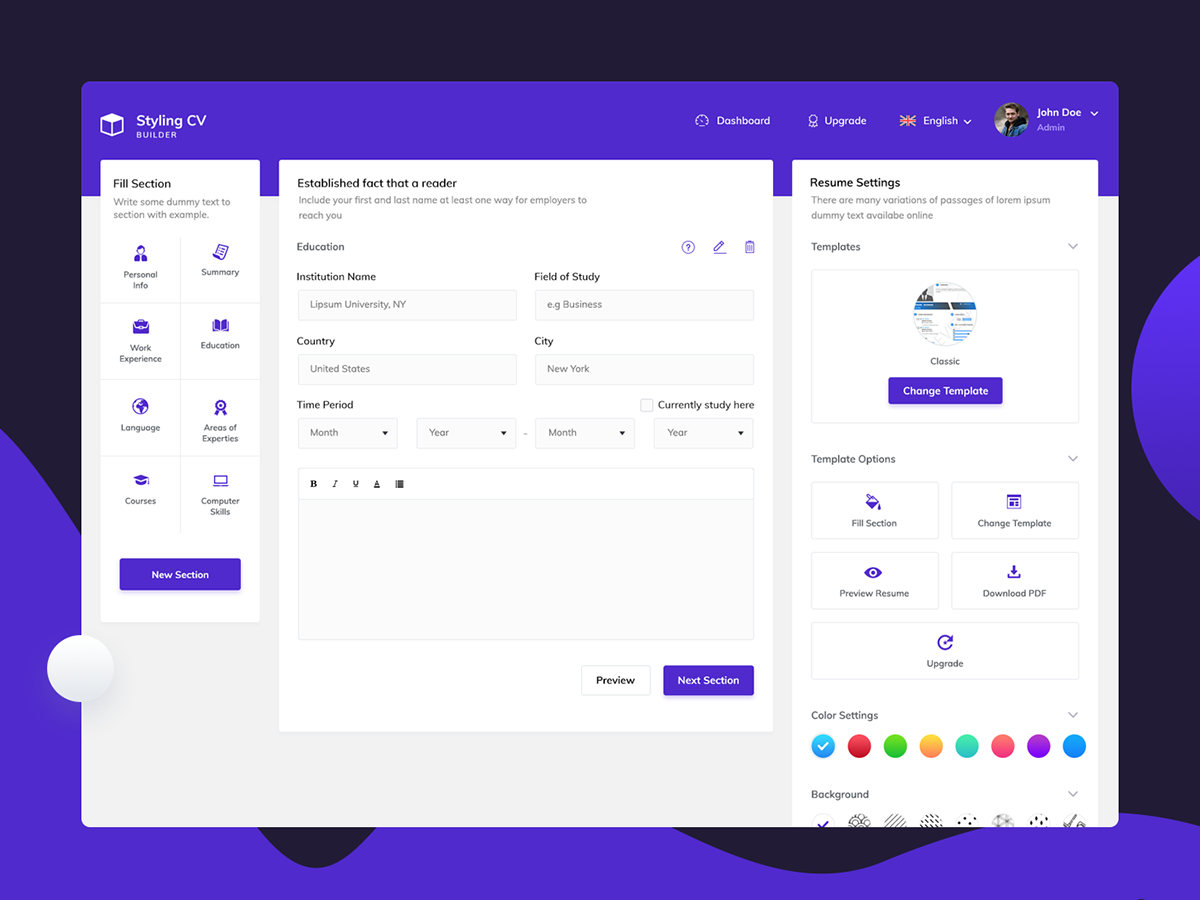 Styling CV
BUILDER
Dashboard
Upgrade
English
John Doe
Admin
Fill Section
Write some dummy text to
section with example.
Personal
Info
Summary
Work
Experience
Education
Language
Areas of
Experties
Courses
Computer
Skills
New Section
Established fact that a reader
Include your first and last name at least one way for employers to
reach you
Education
Institution Name
Field of Study
Lipsum University, NY
e.g Business
Country
City
United States
New York
Time Period
Currently study here
Month
Year
-
Month
Year
B I U A
Preview
Next Section
Resume Settings
There are many variations of passages of lorem ipsum
dummy text availabe online
Templates
Classic
Change Template
Template Options
Fill Section
Change Template
Preview Resume
Download PDF
Upgrade
Color Settings
Background